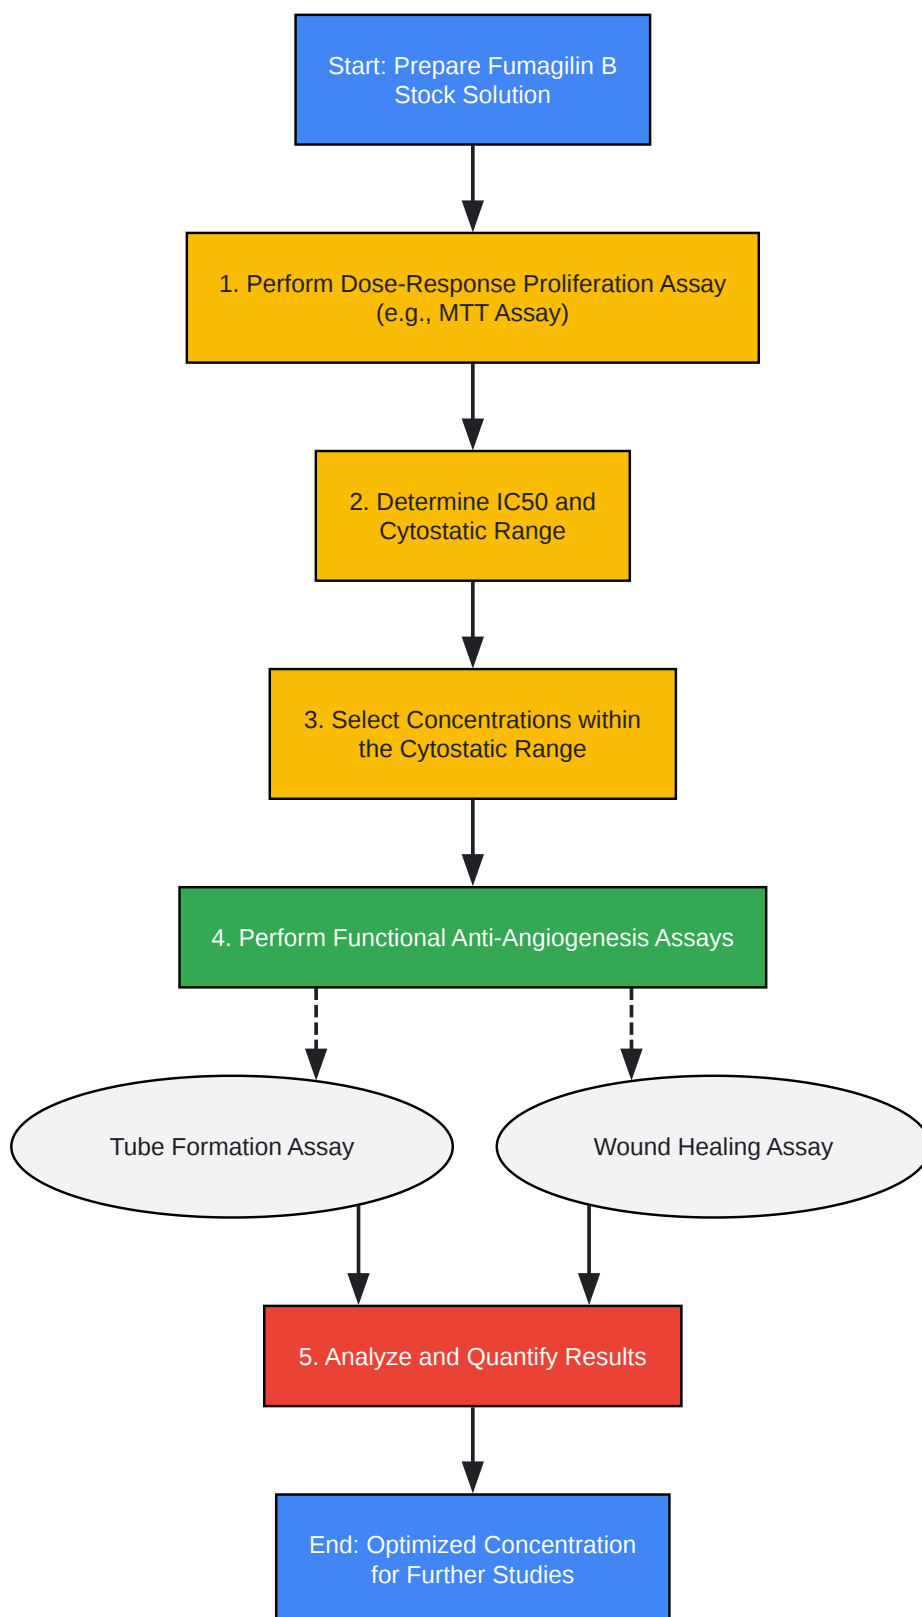 Start: Prepare Fumagilin B
Stock Solution
1. Perform Dose-Response Proliferation Assay
(e.g., MTT Assay)
2. Determine IC50 and
Cytostatic Range
3. Select Concentrations within
the Cytostatic Range
4. Perform Functional Anti-Angiogenesis Assays
Tube Formation Assay
Wound Healing Assay
5. Analyze and Quantify Results
End: Optimized Concentration
for Further Studies